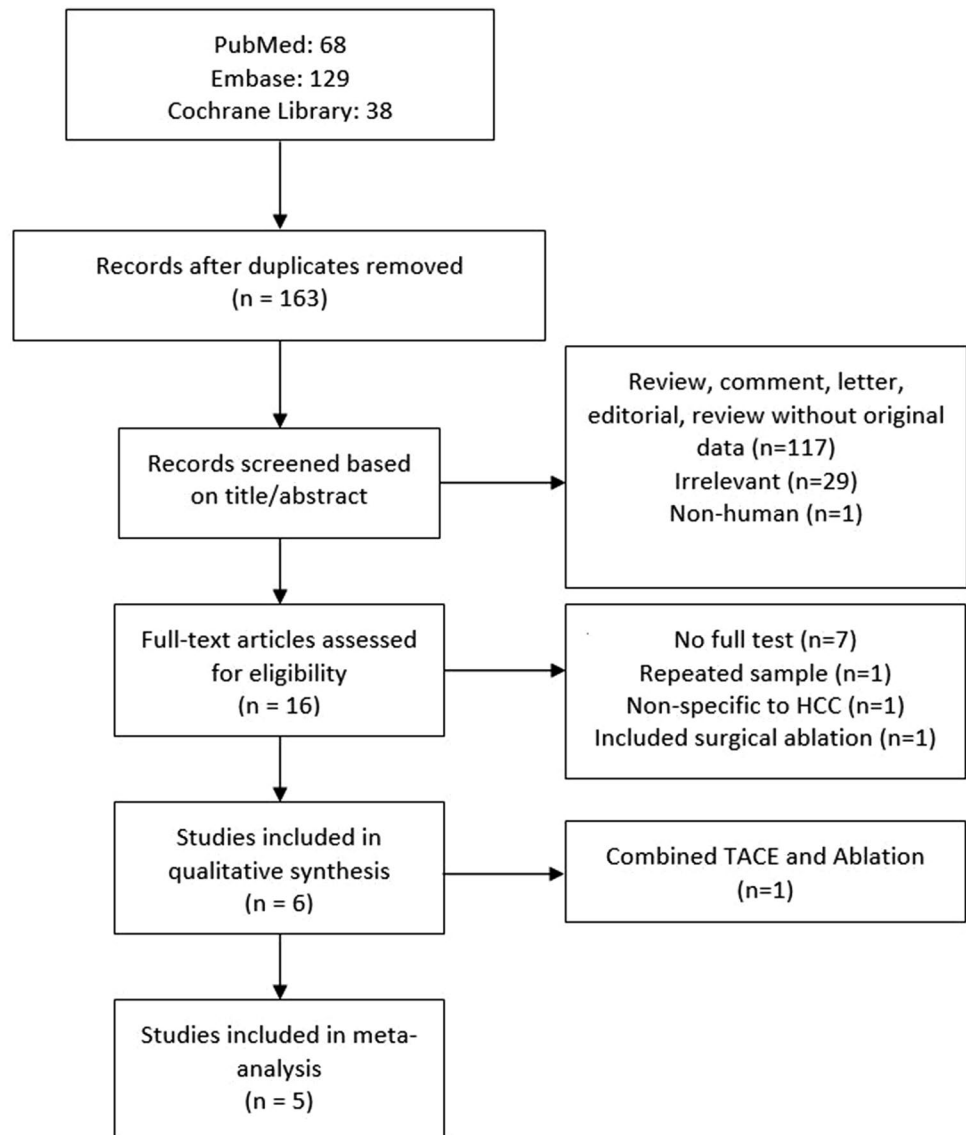 PubMed: 68
Embase: 129
Cochrane Library: 38
Records after duplicates removed
(n = 163)
Review, comment, letter,
editorial, review without original
data (n=117)
Irrelevant (n=29)
Non-human (n=1)
Records screened based
on title/abstract
Full-text articles assessed
for eligibility
(n = 16)
No full test (n=7)
Repeated sample (n=1)
Non-specific to HCC (n=1)
Included surgical ablation (n=1)
Studies included in
qualitative synthesis
(n = 6)
Combined TACE and Ablation
(n=1)
Studies included in meta-
analysis
(n = 5)